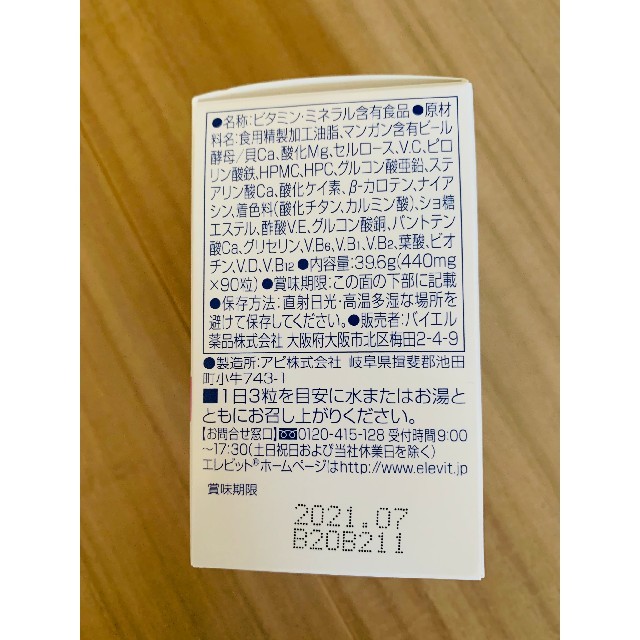 ●名称:ビタミン・ミネラル含有食品●原材
料名:食用精製加工油脂、マンガン含有ビール
酵母/貝Ca、酸化Mg、セルロース、V.C、ピロ
リン酸鉄、HPMC、HPC、グルコン酸亜鉛、ステ
アリン酸Ca、酸化ケイ素、β-カロテン、ナイア
シン、着色料(酸化チタン、カルミン酸)、ショ糖
エステル、酢酸V.E、グルコン酸銅、パントテン
酸Ca、グリセリン、V.B6、V.B1、V.B2、葉酸、ビオ
チン、V.D、V.B12●内容量:39.6g(440mg
×90粒)●賞味期限:この面の下部に記載
●保存方法:直射日光・高温多湿な場所を
避けて保存してください。●販売者:バイエル
薬品株式会社 大阪府大阪市北区梅田2-4-9
●製造所:アピ株式会社 岐阜県揖斐郡池田
町小牛743-1
■1日3粒を目安に水またはお湯と
ともにお召し上がりください。
【お問合せ窓口】0120-415-128 受付時間9:00
～17:30(土日祝日および当社休業日を除く)
エレビット®ホームページはhttp://www.elevit.jp
賞味期限
2021.07
B20B211